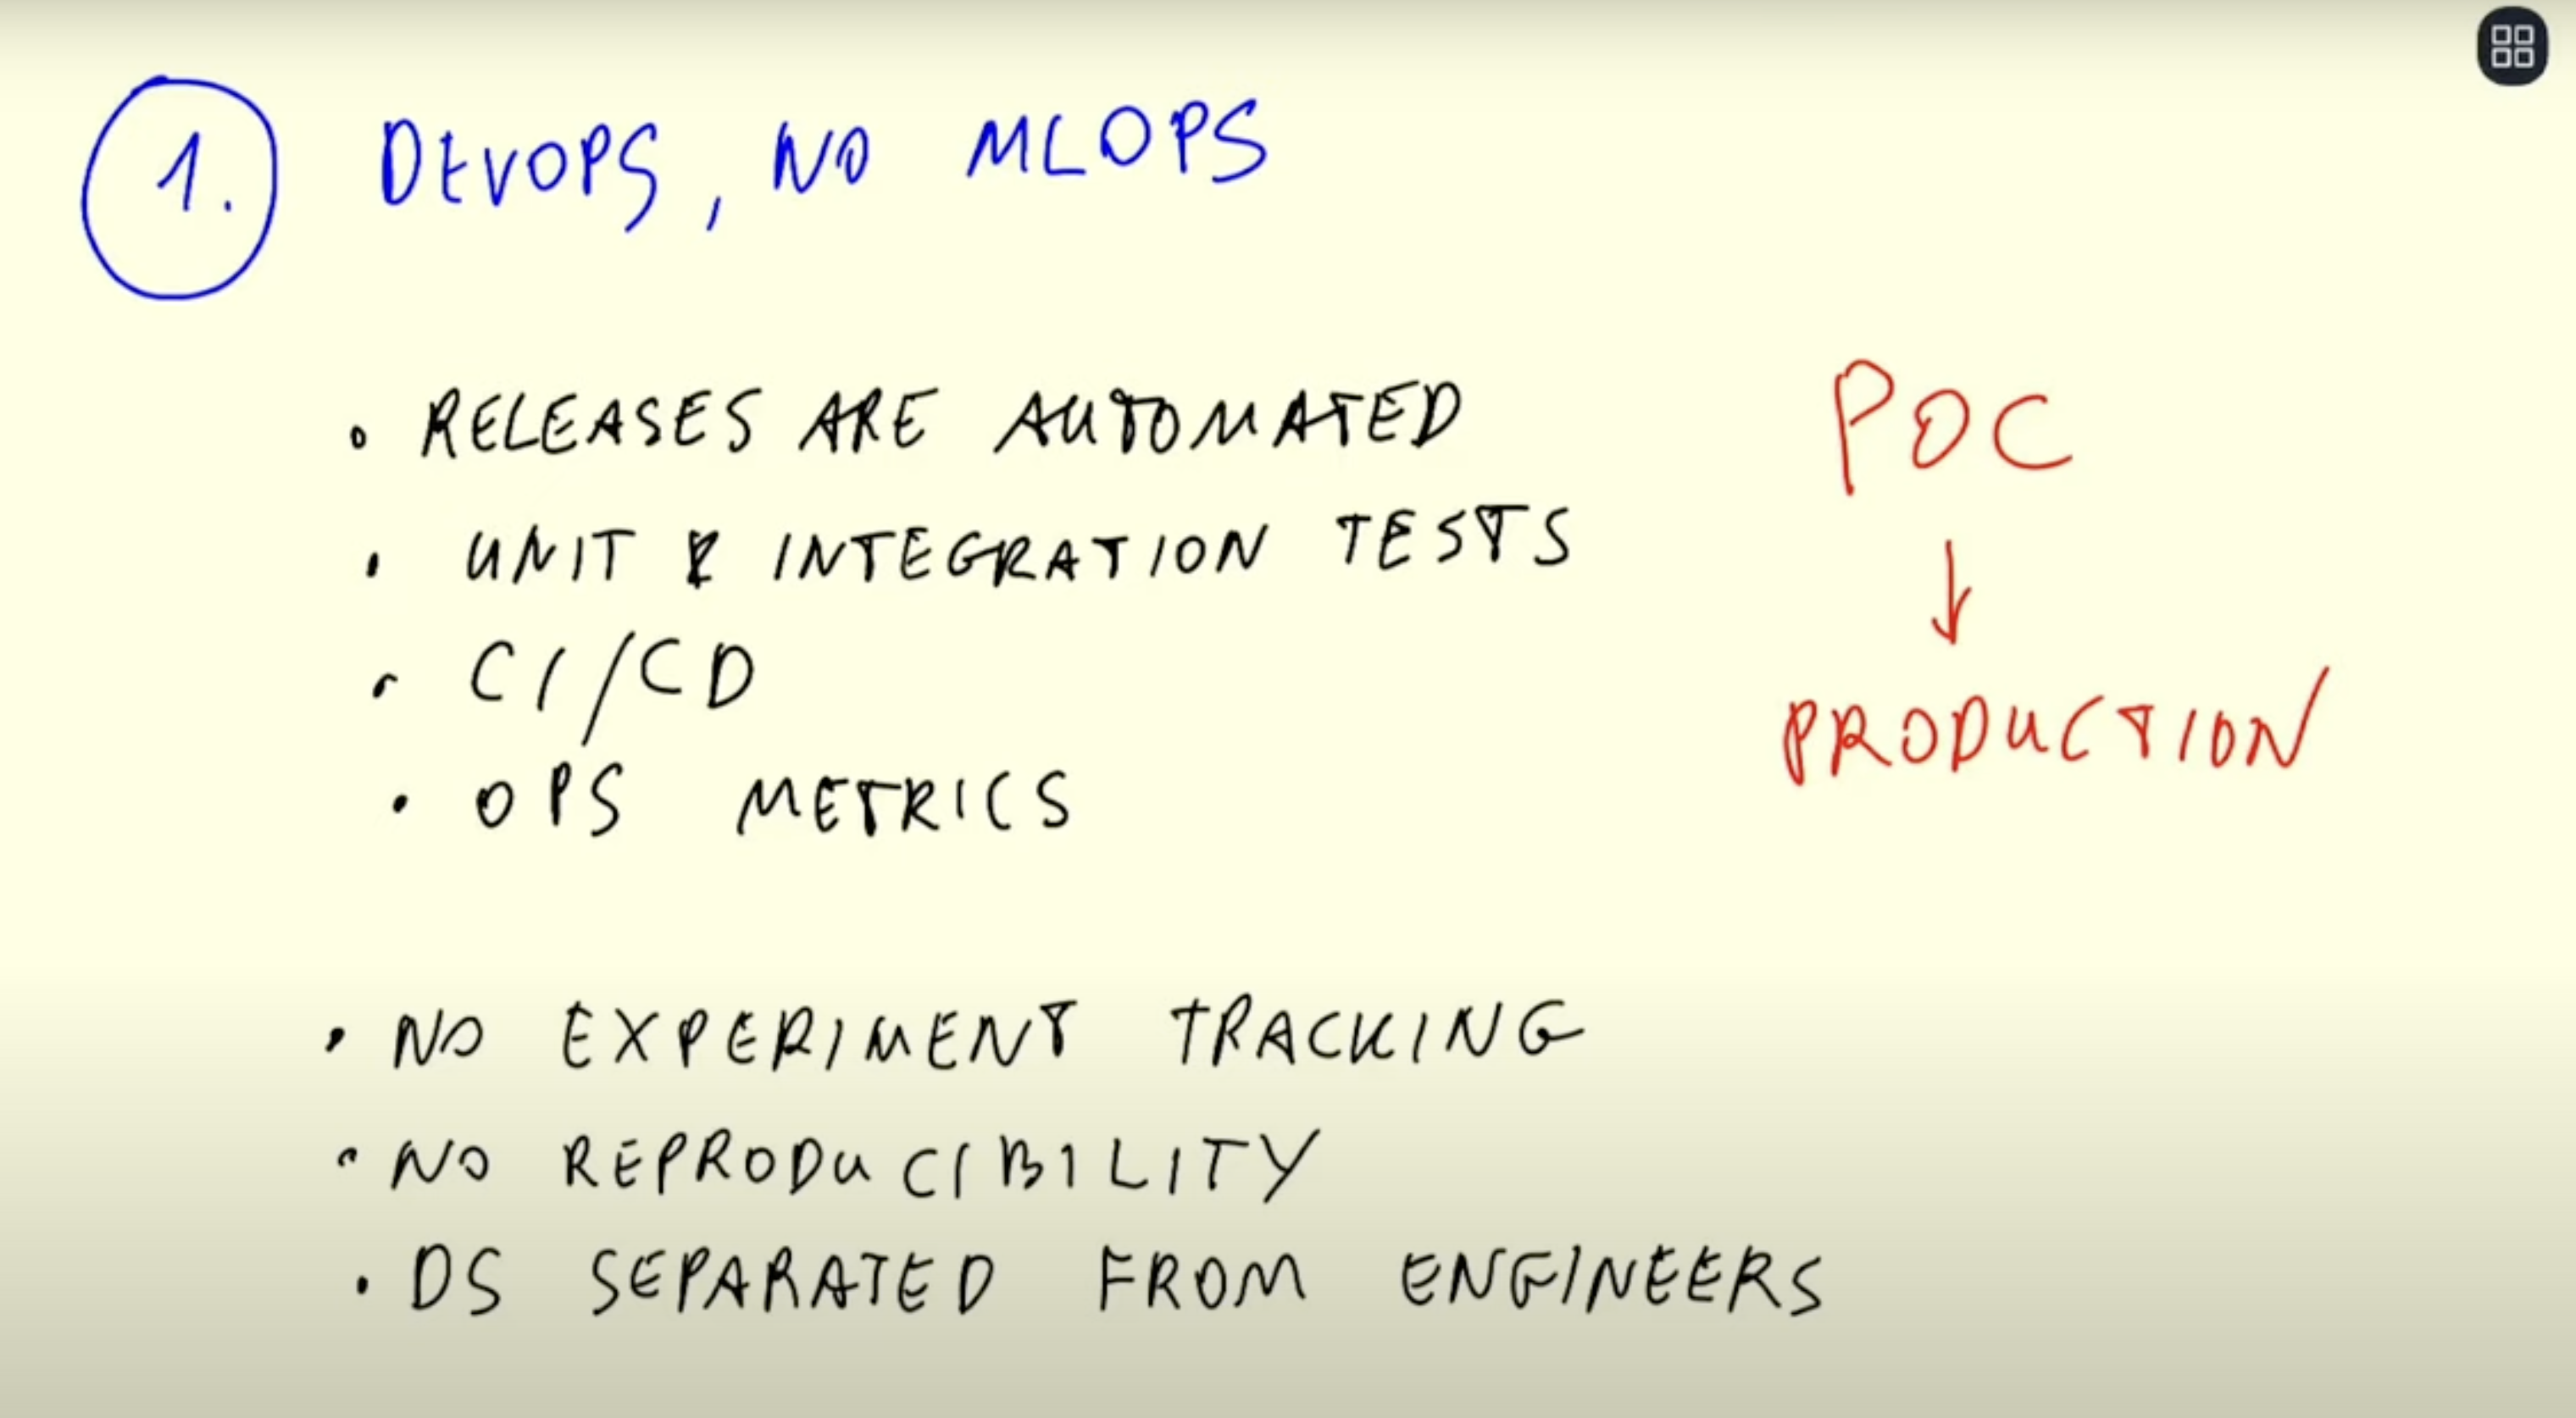 1. DEVOPS, NO MLOPS
• RELEASES ARE AUTOMATED
• UNIT & INTEGRATION TESTS
• CI/CD
• OPS METRICS
POC
↓
PRODUCTION
• NO EXPERIMENT TRACKING
• NO REPRODUCIBILITY
• DS SEPARATED FROM ENGINEERS